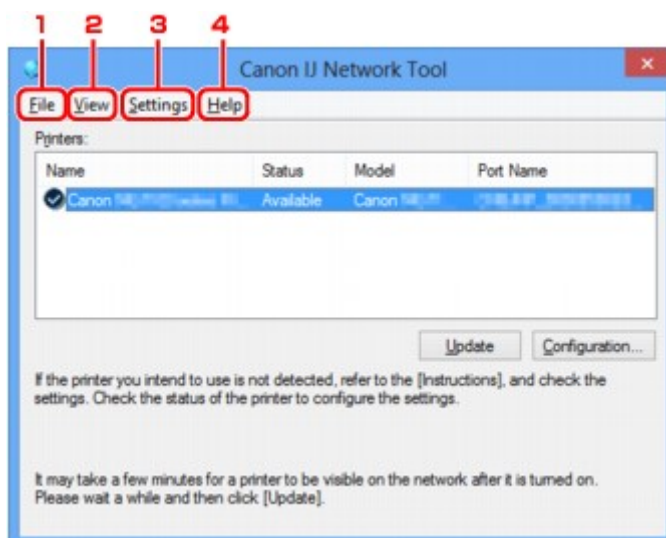 1 2 3 4
Canon IJ Network Tool
File View Settings Help
Printers:
Name Status Model Port Name
Canon Available Canon
Update Configuration...
If the printer you intend to use is not detected, refer to the [Instructions], and check the
settings. Check the status of the printer to configure the settings.
It may take a few minutes for a printer to be visible on the network after it is turned on.
Please wait a while and then click [Update].